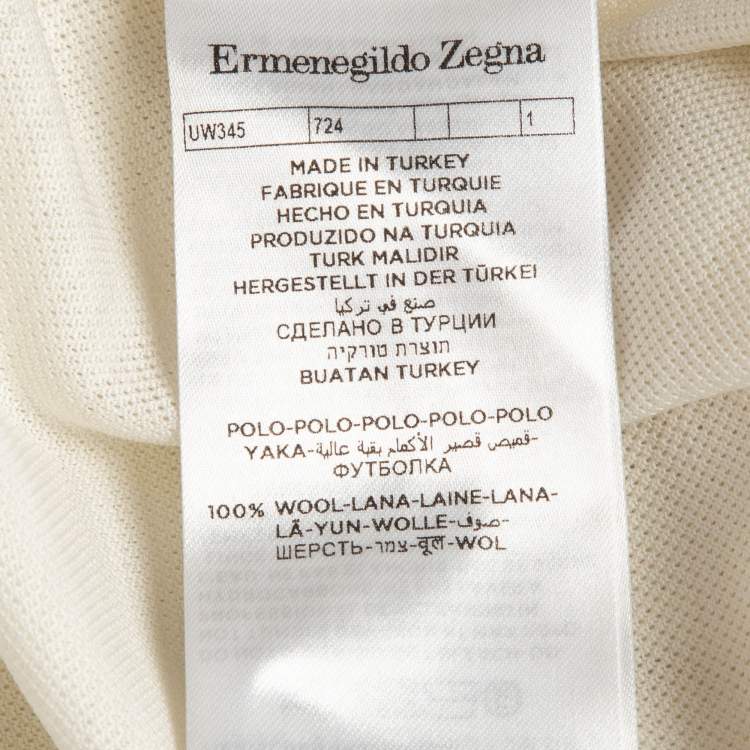 Ermenegildo Zegna
UW345 724 1
MADE IN TURKEY
FABRIQUE EN TURQUIE
HECHO EN TURQUIA
PRODUZIDO NA TURQUIA
TURK MALIDIR
HERGESTELLT IN DER TÜRKEI
صنع في تركيا
СДЕЛАНО В ТУРЦИИ
תוצרת טורקיה
BUATAN TURKEY
POLO-POLO-POLO-POLO-POLO
YAKA-قميص قصير الأكمام بقبة عالية-
ФУТБОЛКА
100% WOOL-LANA-LAINE-LANA-
LÃ-YUN-WOLLE-صوف-
ШЕРСТЬ-צמר-वूल-WOL